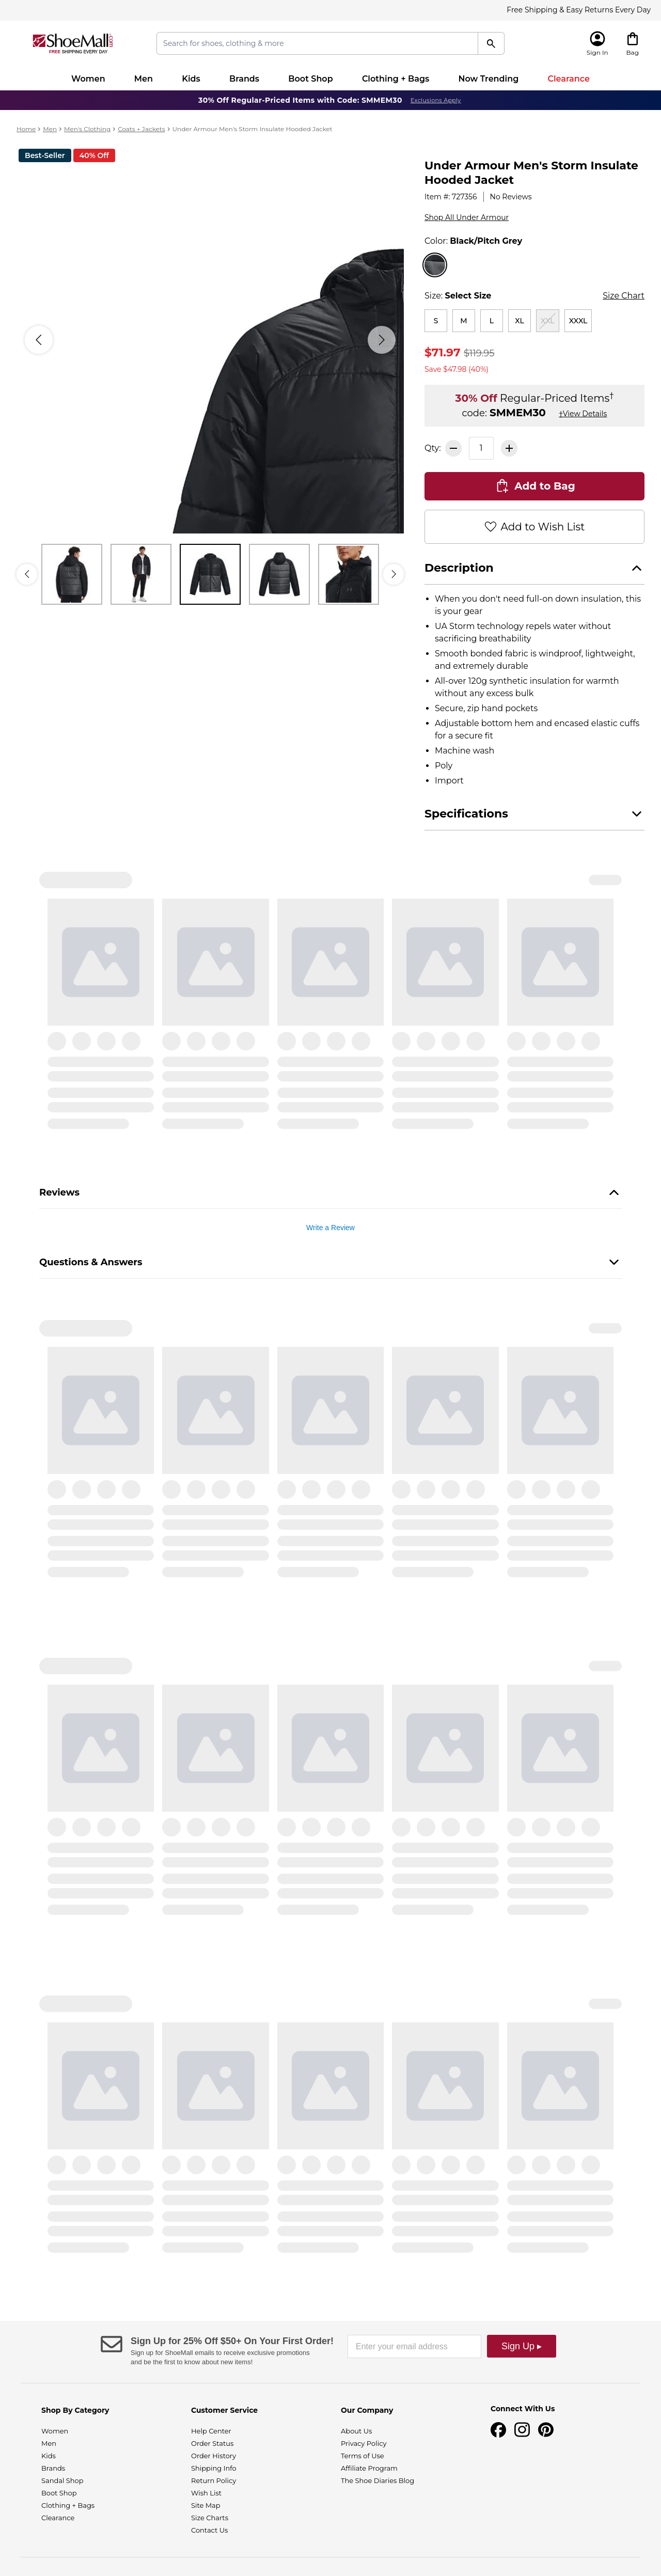 Free Shipping & Easy Returns Every Day
ShoeMall.com
FREE SHIPPING EVERY DAY
Search for shoes, clothing & more
Sign In
Bag
Women
Men
Kids
Brands
Boot Shop
Clothing + Bags
Now Trending
Clearance
30% Off Regular-Priced Items with Code: SMMEM30 Exclusions Apply
Home > Men > Men's Clothing > Coats + Jackets > Under Armour Men's Storm Insulate Hooded Jacket
Best-Seller
40% Off
Under Armour Men's Storm Insulate
Hooded Jacket
Item #: 727356 | No Reviews
Shop All Under Armour
Color: Black/Pitch Grey
Size: Select Size
Size Chart
S
M
L
XL
XXL
XXXL
$71.97 $119.95
Save $47.98 (40%)
30% Off Regular-Priced Items†
code: SMMEM30 ‡View Details
Qty: 1
Add to Bag
Add to Wish List
Description
• When you don't need full-on down insulation, this
is your gear
• UA Storm technology repels water without
sacrificing breathability
• Smooth bonded fabric is windproof, lightweight,
and extremely durable
• All-over 120g synthetic insulation for warmth
without any excess bulk
• Secure, zip hand pockets
• Adjustable bottom hem and encased elastic cuffs
for a secure fit
• Machine wash
• Poly
• Import
Specifications
Reviews
Write a Review
Questions & Answers
Sign Up for 25% Off $50+ On Your First Order!
Sign up for ShoeMall emails to receive exclusive promotions
and be the first to know about new items!
Enter your email address
Sign Up ▸
Shop By Category
Women
Men
Kids
Brands
Sandal Shop
Boot Shop
Clothing + Bags
Clearance
Customer Service
Help Center
Order Status
Order History
Shipping Info
Return Policy
Wish List
Site Map
Size Charts
Contact Us
Our Company
About Us
Privacy Policy
Terms of Use
Affiliate Program
The Shoe Diaries Blog
Connect With Us